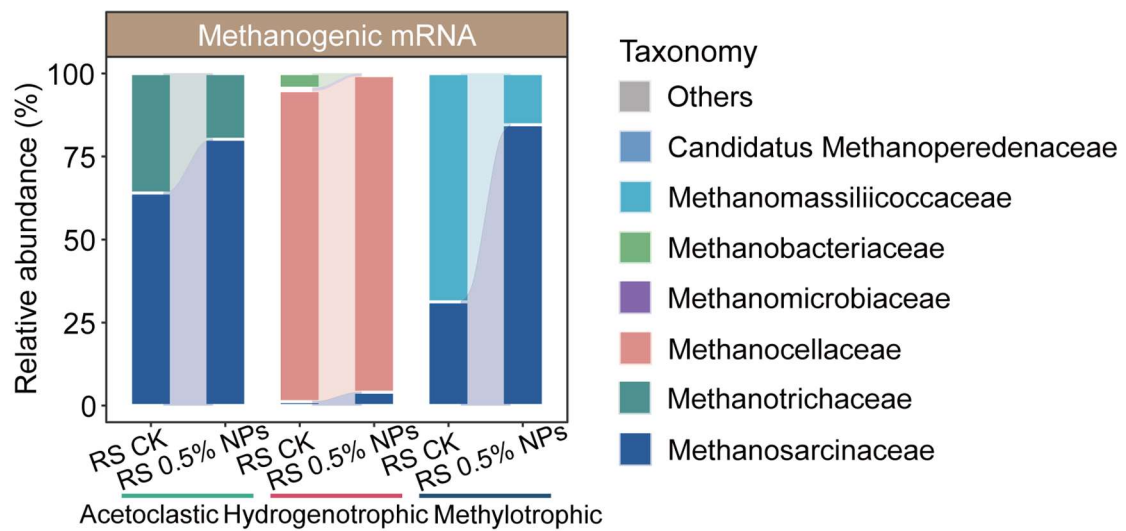 Methanogenic mRNA
Relative abundance (%)
100
75
50
25
0
RS CK
RS 0.5% NPs
RS CK
RS 0.5% NPs
RS CK
RS 0.5% NPs
Acetoclastic Hydrogenotrophic Methylotrophic
Taxonomy
Others
Candidatus Methanoperedenaceae
Methanomassiliicoccaceae
Methanobacteriaceae
Methanomicrobiaceae
Methanocellaceae
Methanotrichaceae
Methanosarcinaceae